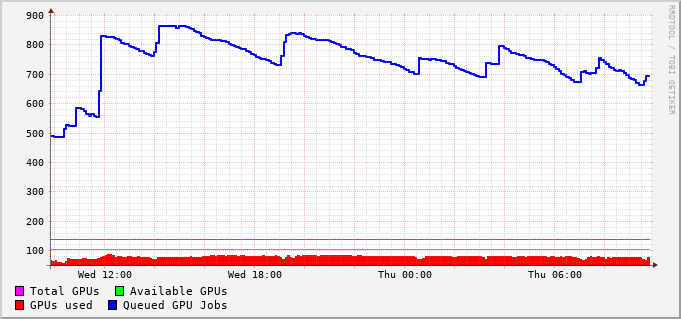 RRDTOOL / TOBI OETIKER
900
800
700
600
500
400
300
200
100
Wed 12:00 Wed 18:00 Thu 00:00 Thu 06:00
Total GPUs Available GPUs
GPUs used Queued GPU Jobs